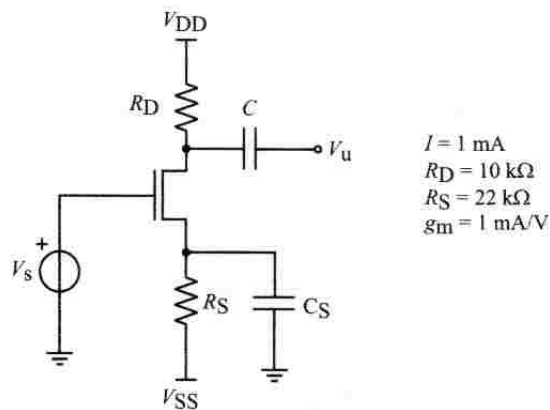 VDD
RD
C
Vu
I = 1 mA
RD = 10 kΩ
RS = 22 kΩ
gm = 1 mA/V
+
Vs
RS
CS
VSS